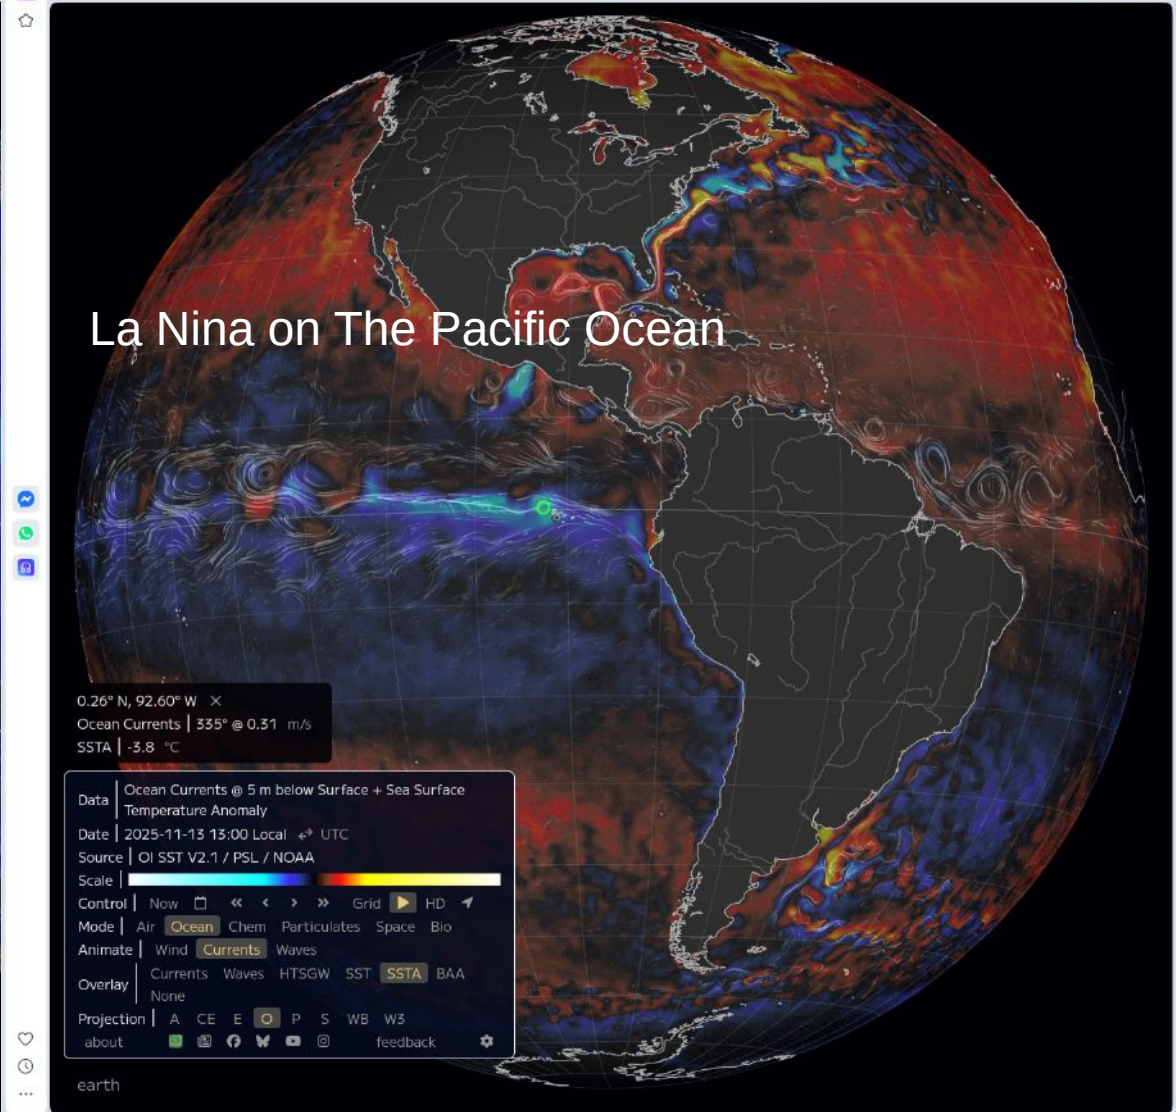 La Nina on The Pacific Ocean
0.26° N, 92.60° W ✕
Ocean Currents | 335° @ 0.31 m/s
SSTA | -3.8 °C
Data | Ocean Currents @ 5 m below Surface + Sea Surface
Temperature Anomaly
Date | 2025-11-13 13:00 Local ⇄ UTC
Source | OI SST V2.1 / PSL / NOAA
Scale |
Control | Now « ‹ › » Grid HD
Mode | Air Ocean Chem Particulates Space Bio
Animate | Wind Currents Waves
Overlay | Currents Waves HTSGW SST SSTA BAA
None
Projection | A CE E O P S WB W3
about feedback
earth